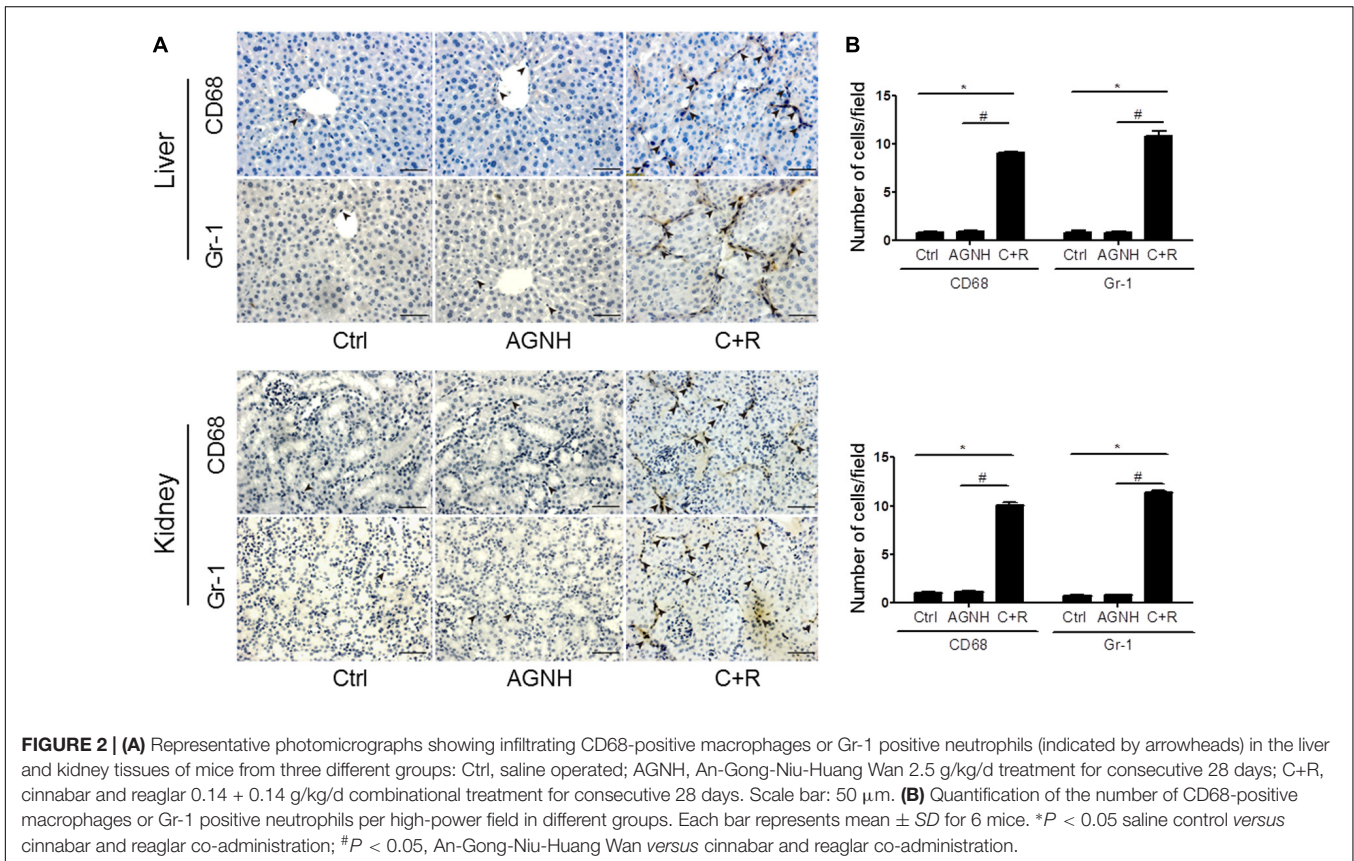 A
B
Liver
CD68
Gr-1
Ctrl
AGNH
C+R
Number of cells/field
15
10
5
0
*
#
*
#
Ctrl AGNH C+R Ctrl AGNH C+R
CD68
Gr-1
Kidney
CD68
Gr-1
Ctrl
AGNH
C+R
Number of cells/field
15
10
5
0
*
#
*
#
Ctrl AGNH C+R Ctrl AGNH C+R
CD68
Gr-1
FIGURE 2 | (A) Representative photomicrographs showing infiltrating CD68-positive macrophages or Gr-1 positive neutrophils (indicated by arrowheads) in the liver
and kidney tissues of mice from three different groups: Ctrl, saline operated; AGNH, An-Gong-Niu-Huang Wan 2.5 g/kg/d treatment for consecutive 28 days; C+R,
cinnabar and reaglar 0.14 + 0.14 g/kg/d combinational treatment for consecutive 28 days. Scale bar: 50 μm. (B) Quantification of the number of CD68-positive
macrophages or Gr-1 positive neutrophils per high-power field in different groups. Each bar represents mean ± SD for 6 mice. *P < 0.05 saline control versus
cinnabar and reaglar co-administration; #P < 0.05, An-Gong-Niu-Huang Wan versus cinnabar and reaglar co-administration.